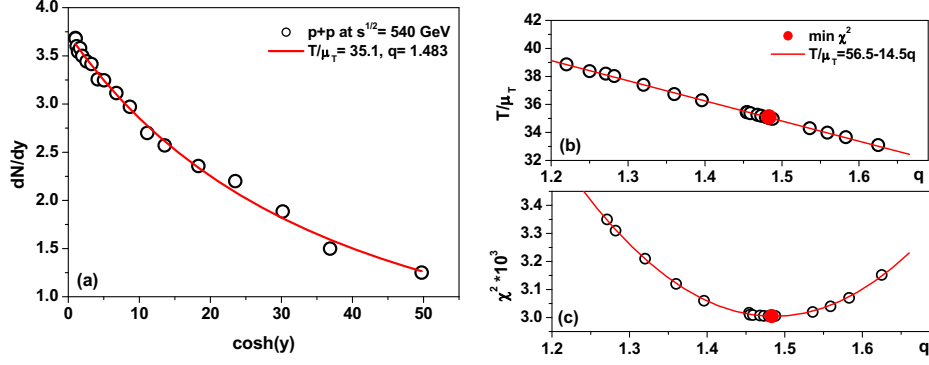 (a)
p+p at s^1/2= 540 GeV
T/μ_T= 35.1, q= 1.483
dN/dy
4.0
3.5
3.0
2.5
2.0
1.5
1.0
0 10 20 30 40 50
cosh(y)
(b)
min χ²
T/μ_T=56.5-14.5q
T/μ_T
42
40
38
36
34
32
1.2 1.3 1.4 1.5 1.6 q
(c)
χ² *10³
3.4
3.3
3.2
3.1
3.0
1.2 1.3 1.4 1.5 1.6 q